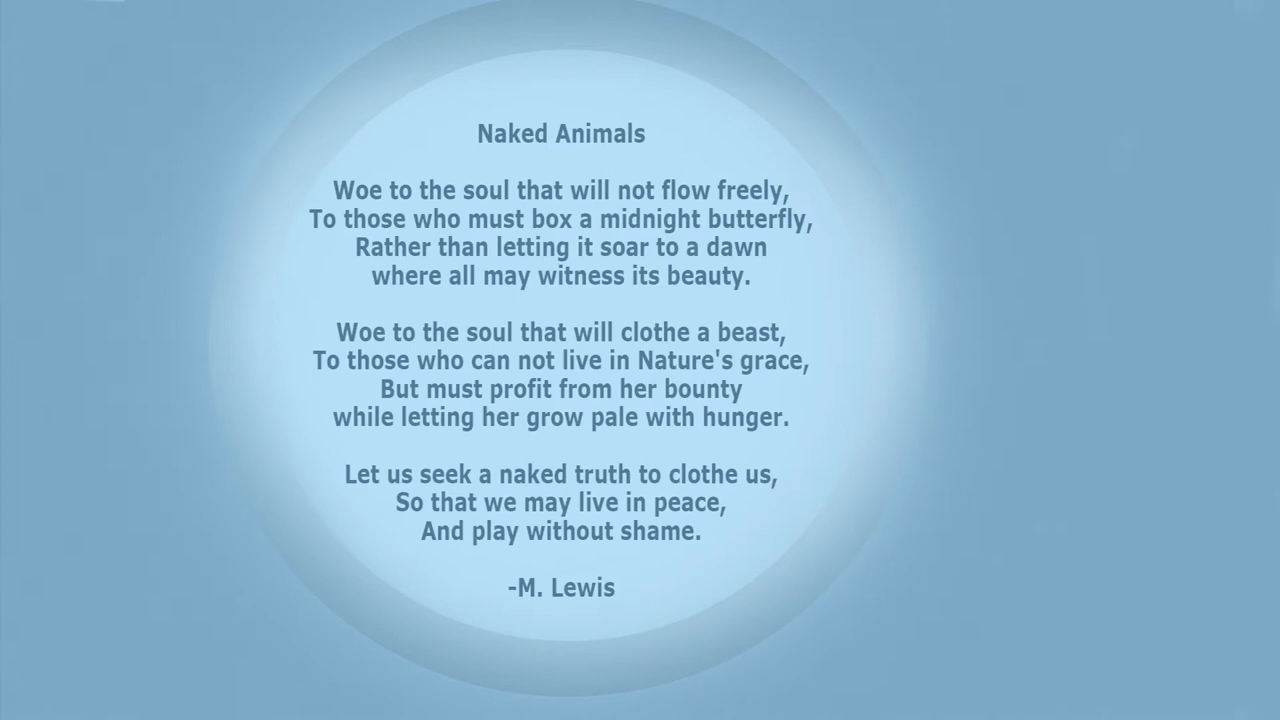 Naked Animals
Woe to the soul that will not flow freely,
To those who must box a midnight butterfly,
Rather than letting it soar to a dawn
where all may witness its beauty.
Woe to the soul that will clothe a beast,
To those who can not live in Nature's grace,
But must profit from her bounty
while letting her grow pale with hunger.
Let us seek a naked truth to clothe us,
So that we may live in peace,
And play without shame.
-M. Lewis